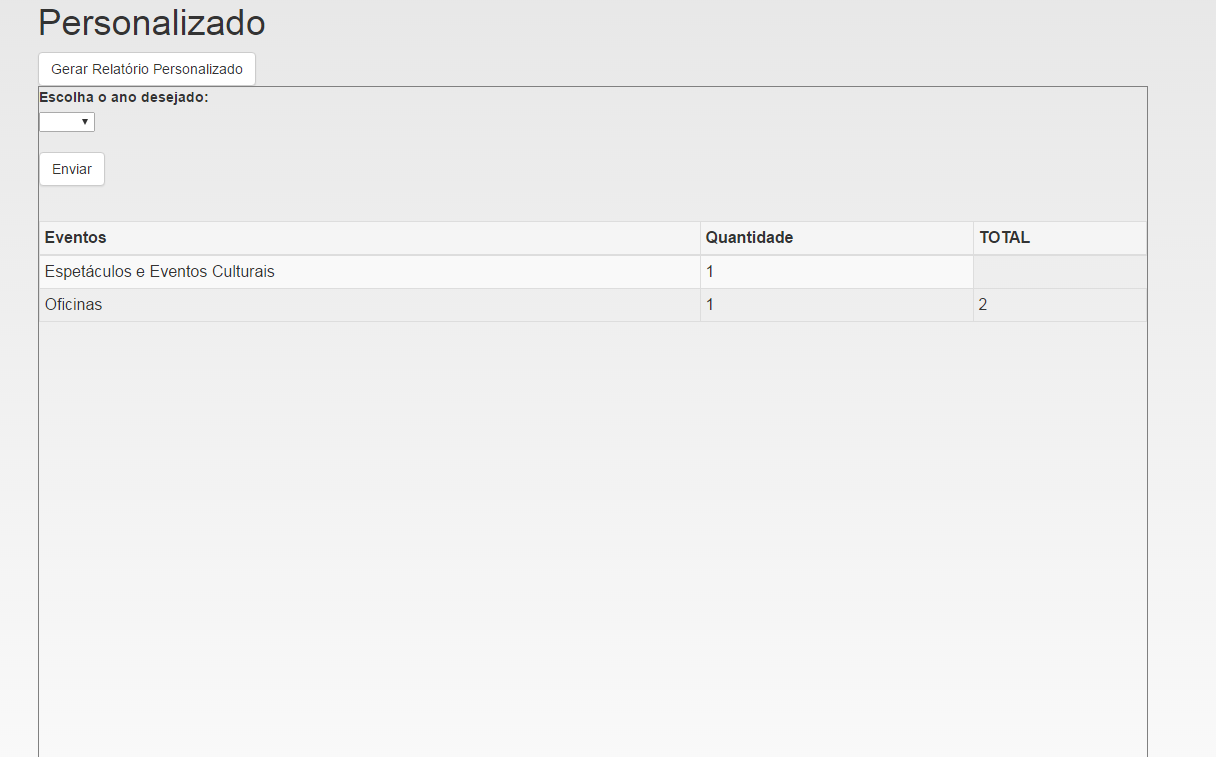 Personalizado
Gerar Relatório Personalizado
Escolha o ano desejado:
Enviar
Eventos Quantidade TOTAL
Espetáculos e Eventos Culturais 1
Oficinas 1 2